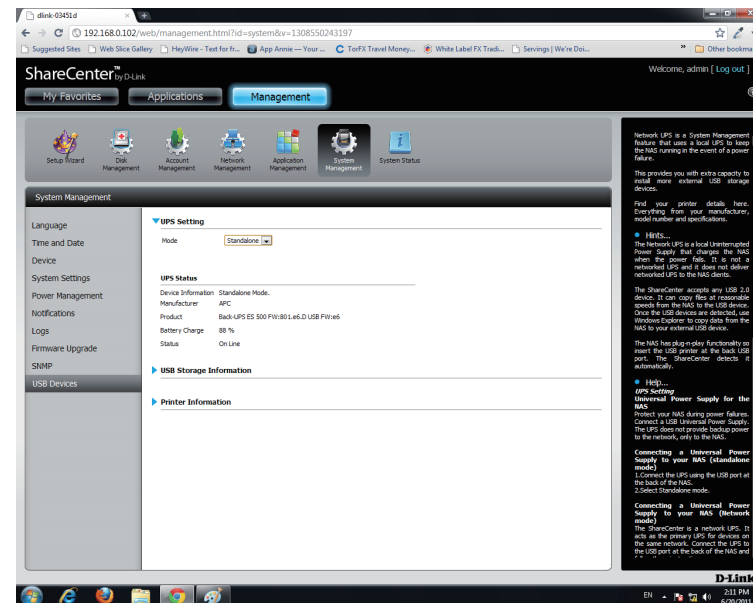 dlink-03451d
192.168.0.102/web/management.html?id=system&v=1308550243197
Suggested Sites Web Slice Gallery HeyWire - Text for fr... App Annie — Your ... TorFX Travel Money... White Label FX Tradi... Servings | We're Doi... » Other bookma
ShareCenter™ by D-Link
Welcome, admin [ Log out ]
My Favorites Applications Management
Setup Wizard Disk Management Account Management Network Management Application Management System Management System Status
System Management
Language
Time and Date
Device
System Settings
Power Management
Notifications
Logs
Firmware Upgrade
SNMP
USB Devices
UPS Setting
Mode Standalone
UPS Status
Device Information Standalone Mode.
Manufacturer APC
Product Back-UPS ES 500 FW:801.e6.D USB FW:e6
Battery Charge 88 %
Status On Line
USB Storage Information
Printer Information
Network UPS is a System Management
feature that uses a local UPS to keep
the NAS running in the event of a power
failure.
This provides you with extra capacity to
install more external USB storage
devices.
Find your printer details here.
Everything from your manufacturer,
model number and specifications.
Hints...
The Network UPS is a local Uninterrupted
Power Supply that charges the NAS
when the power fails. It is not a
networked UPS and it does not deliver
networked UPS to the NAS clients.
The ShareCenter accepts any USB 2.0
device. It can copy files at reasonable
speeds from the NAS to the USB device.
Once the USB devices are detected, use
Windows Explorer to copy data from the
NAS to your external USB device.
The NAS has plug-n-play functionality so
insert the USB printer at the back USB
port. The ShareCenter detects it
automatically.
Help...
UPS Setting
Universal Power Supply for the
NAS
Protect your NAS during power failures.
Connect a USB Universal Power Supply.
The UPS does not provide backup power
to the network, only to the NAS.
Connecting a Universal Power
Supply to your NAS (standalone
mode)
1.Connect the UPS using the USB port at
the back of the NAS.
2.Select Standalone mode.
Connecting a Universal Power
Supply to your NAS (Network
mode)
The ShareCenter is a network UPS. It
acts as the primary UPS for devices on
the same network. Connect the UPS to
the USB port at the back of the NAS and
D-Link
EN 2:11 PM
6/20/2011